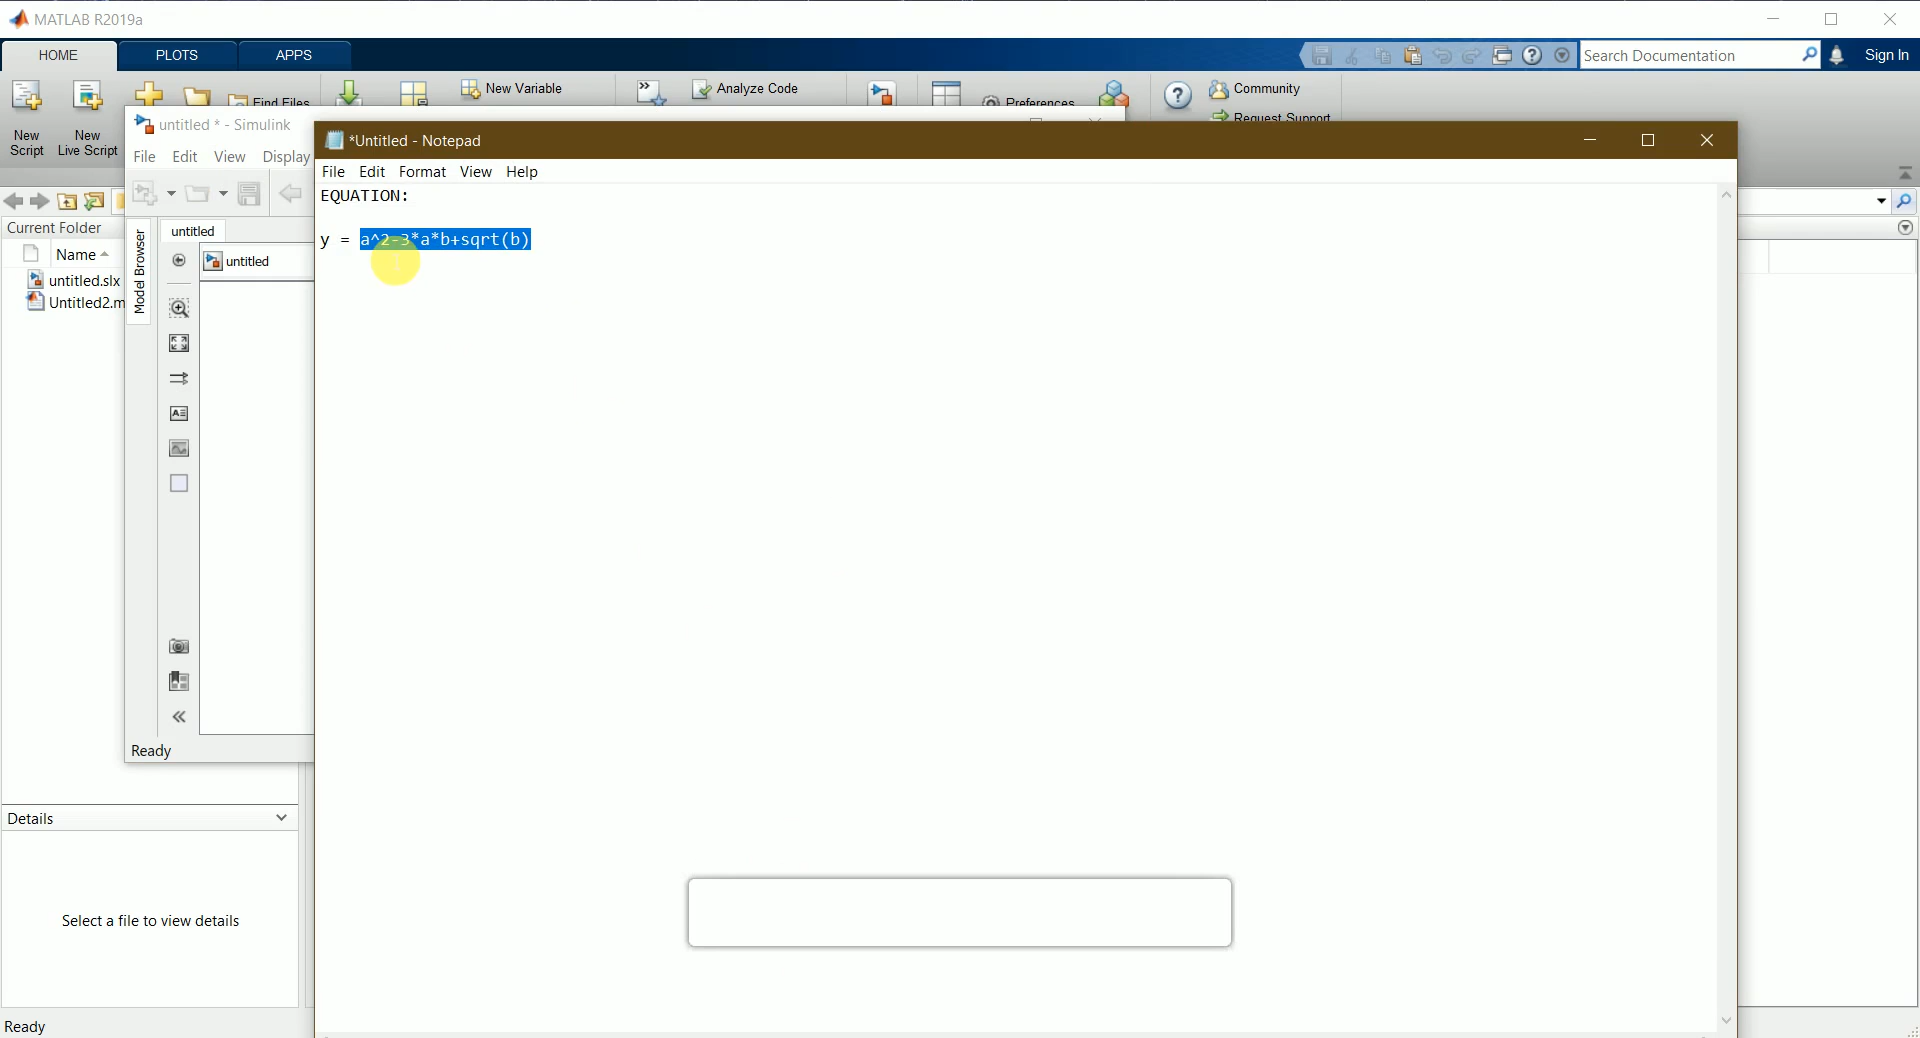 MATLAB R2019a
HOME
PLOTS
APPS
Search Documentation
Sign In
New Script
New Live Script
Find Files
New Variable
Analyze Code
Preferences
Community
Request Support
untitled * - Simulink
File Edit View Display
*Untitled - Notepad
File Edit Format View Help
EQUATION:
y = a^2-3*a*b+sqrt(b)
Current Folder
Name
untitled.slx
Untitled2.m
Model Browser
untitled
untitled
Ready
Details
Select a file to view details
Ready